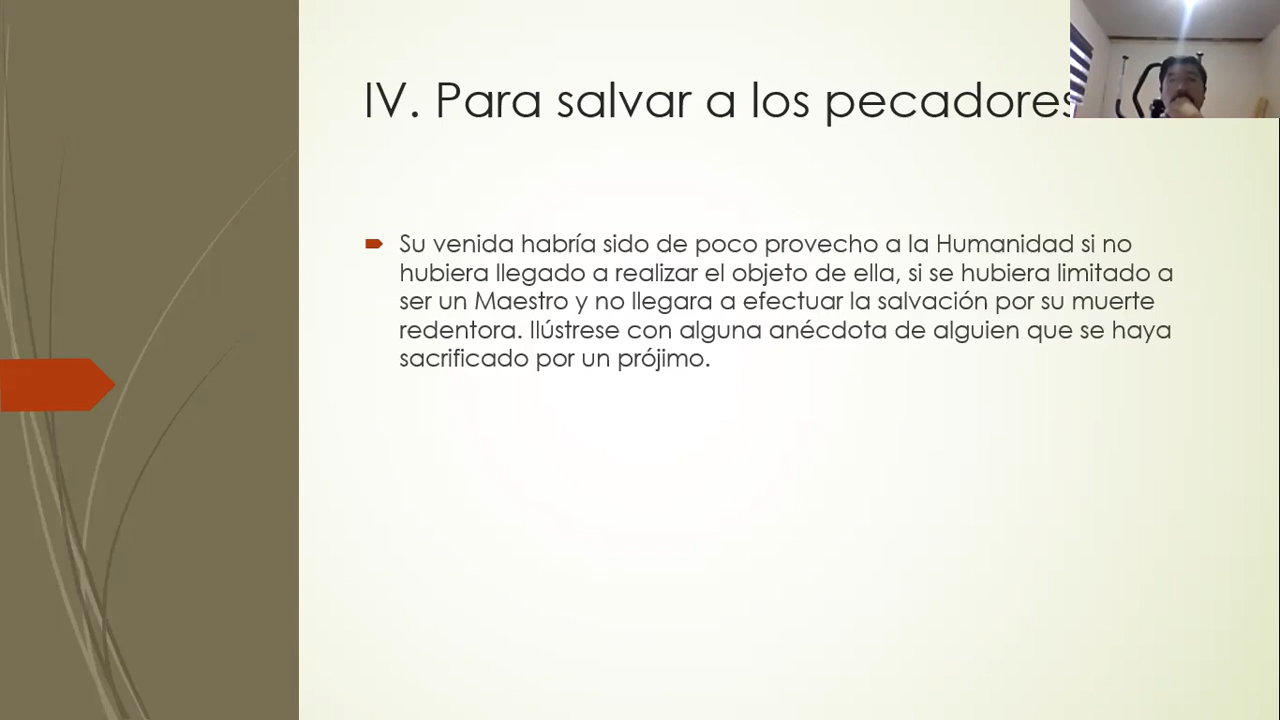 IV. Para salvar a los pecadores
Su venida habría sido de poco provecho a la Humanidad si no
hubiera llegado a realizar el objeto de ella, si se hubiera limitado a
ser un Maestro y no llegara a efectuar la salvación por su muerte
redentora. Ilústrese con alguna anécdota de alguien que se haya
sacrificado por un prójimo.